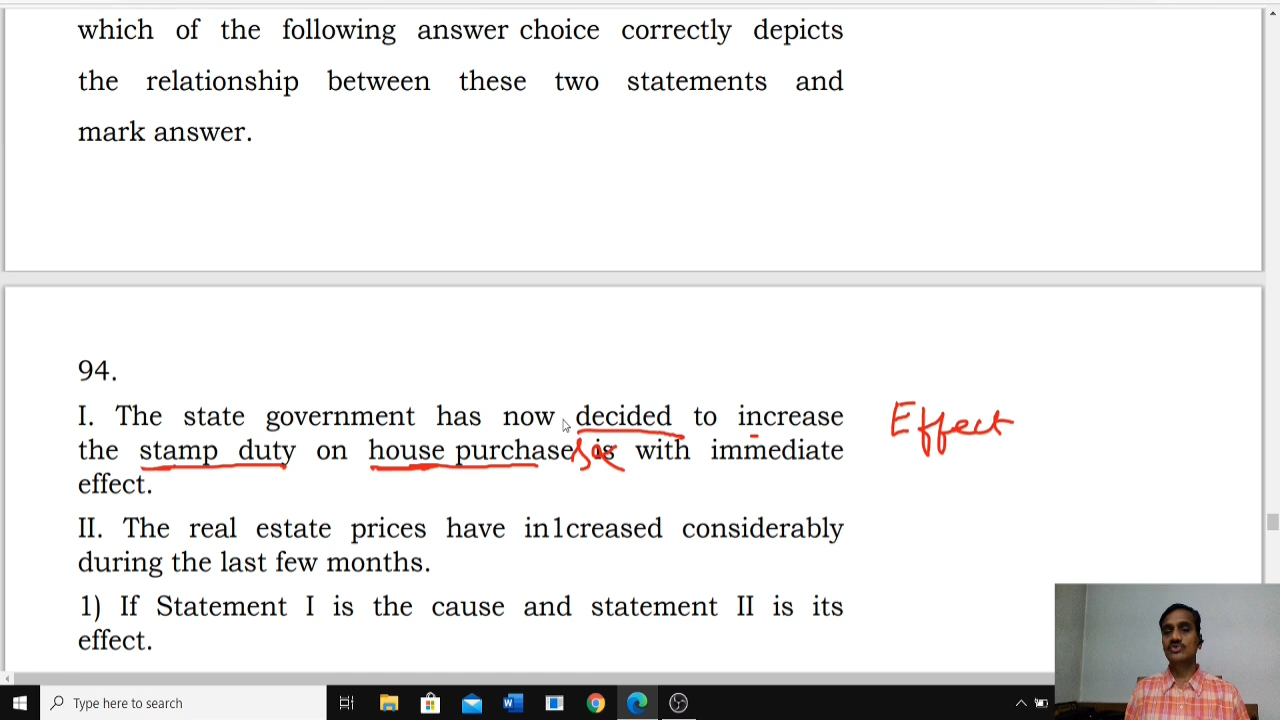 which of the following answer choice correctly depicts
the relationship between these two statements and
mark answer.
94.
I. The state government has now decided to increase
Effect
the stamp duty on house purchase is with immediate
effect.
II. The real estate prices have in1creased considerably
during the last few months.
1) If Statement I is the cause and statement II is its
effect.
Type here to search